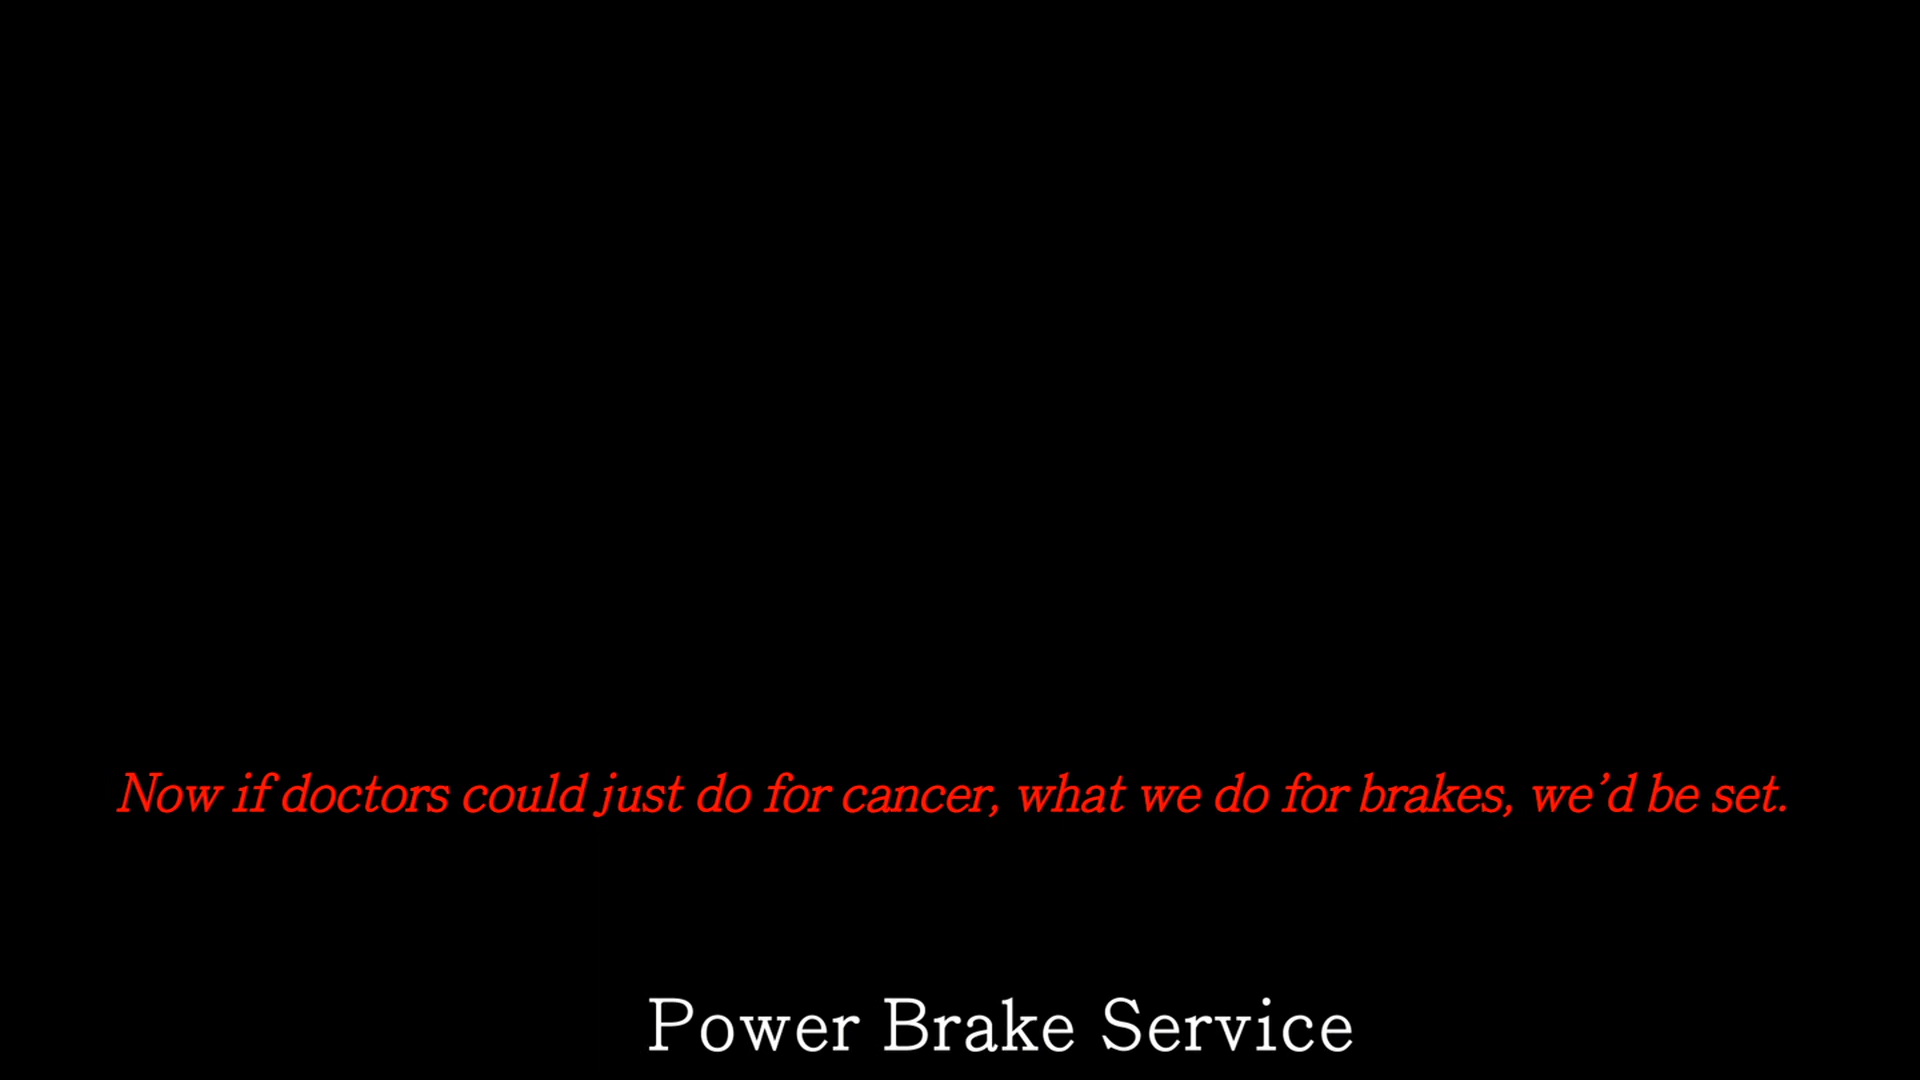 Now if doctors could just do for cancer, what we do for brakes, we’d be set.
Power Brake Service